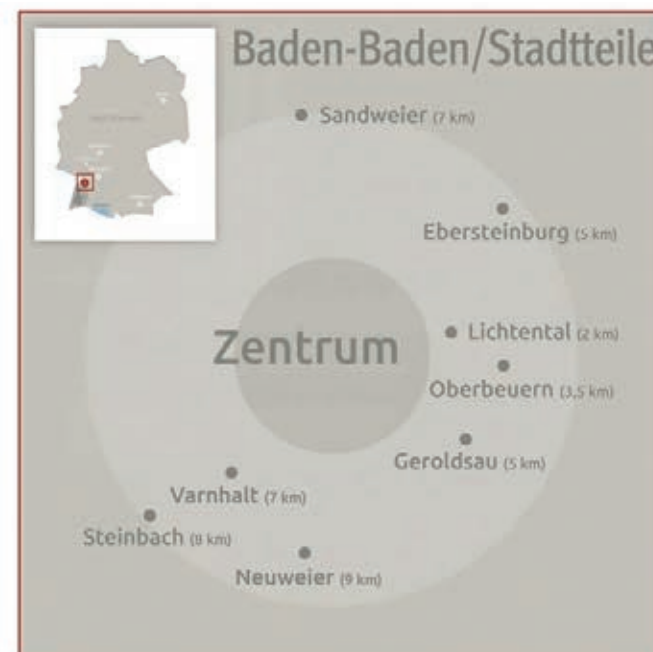 Baden-Baden/Stadtteile
Sandweier (7 km)
Ebersteinburg (5 km)
Zentrum
Lichtental (2 km)
Oberbeuern (3,5 km)
Geroldsau (5 km)
Varnhalt (7 km)
Steinbach (8 km)
Neuweier (9 km)